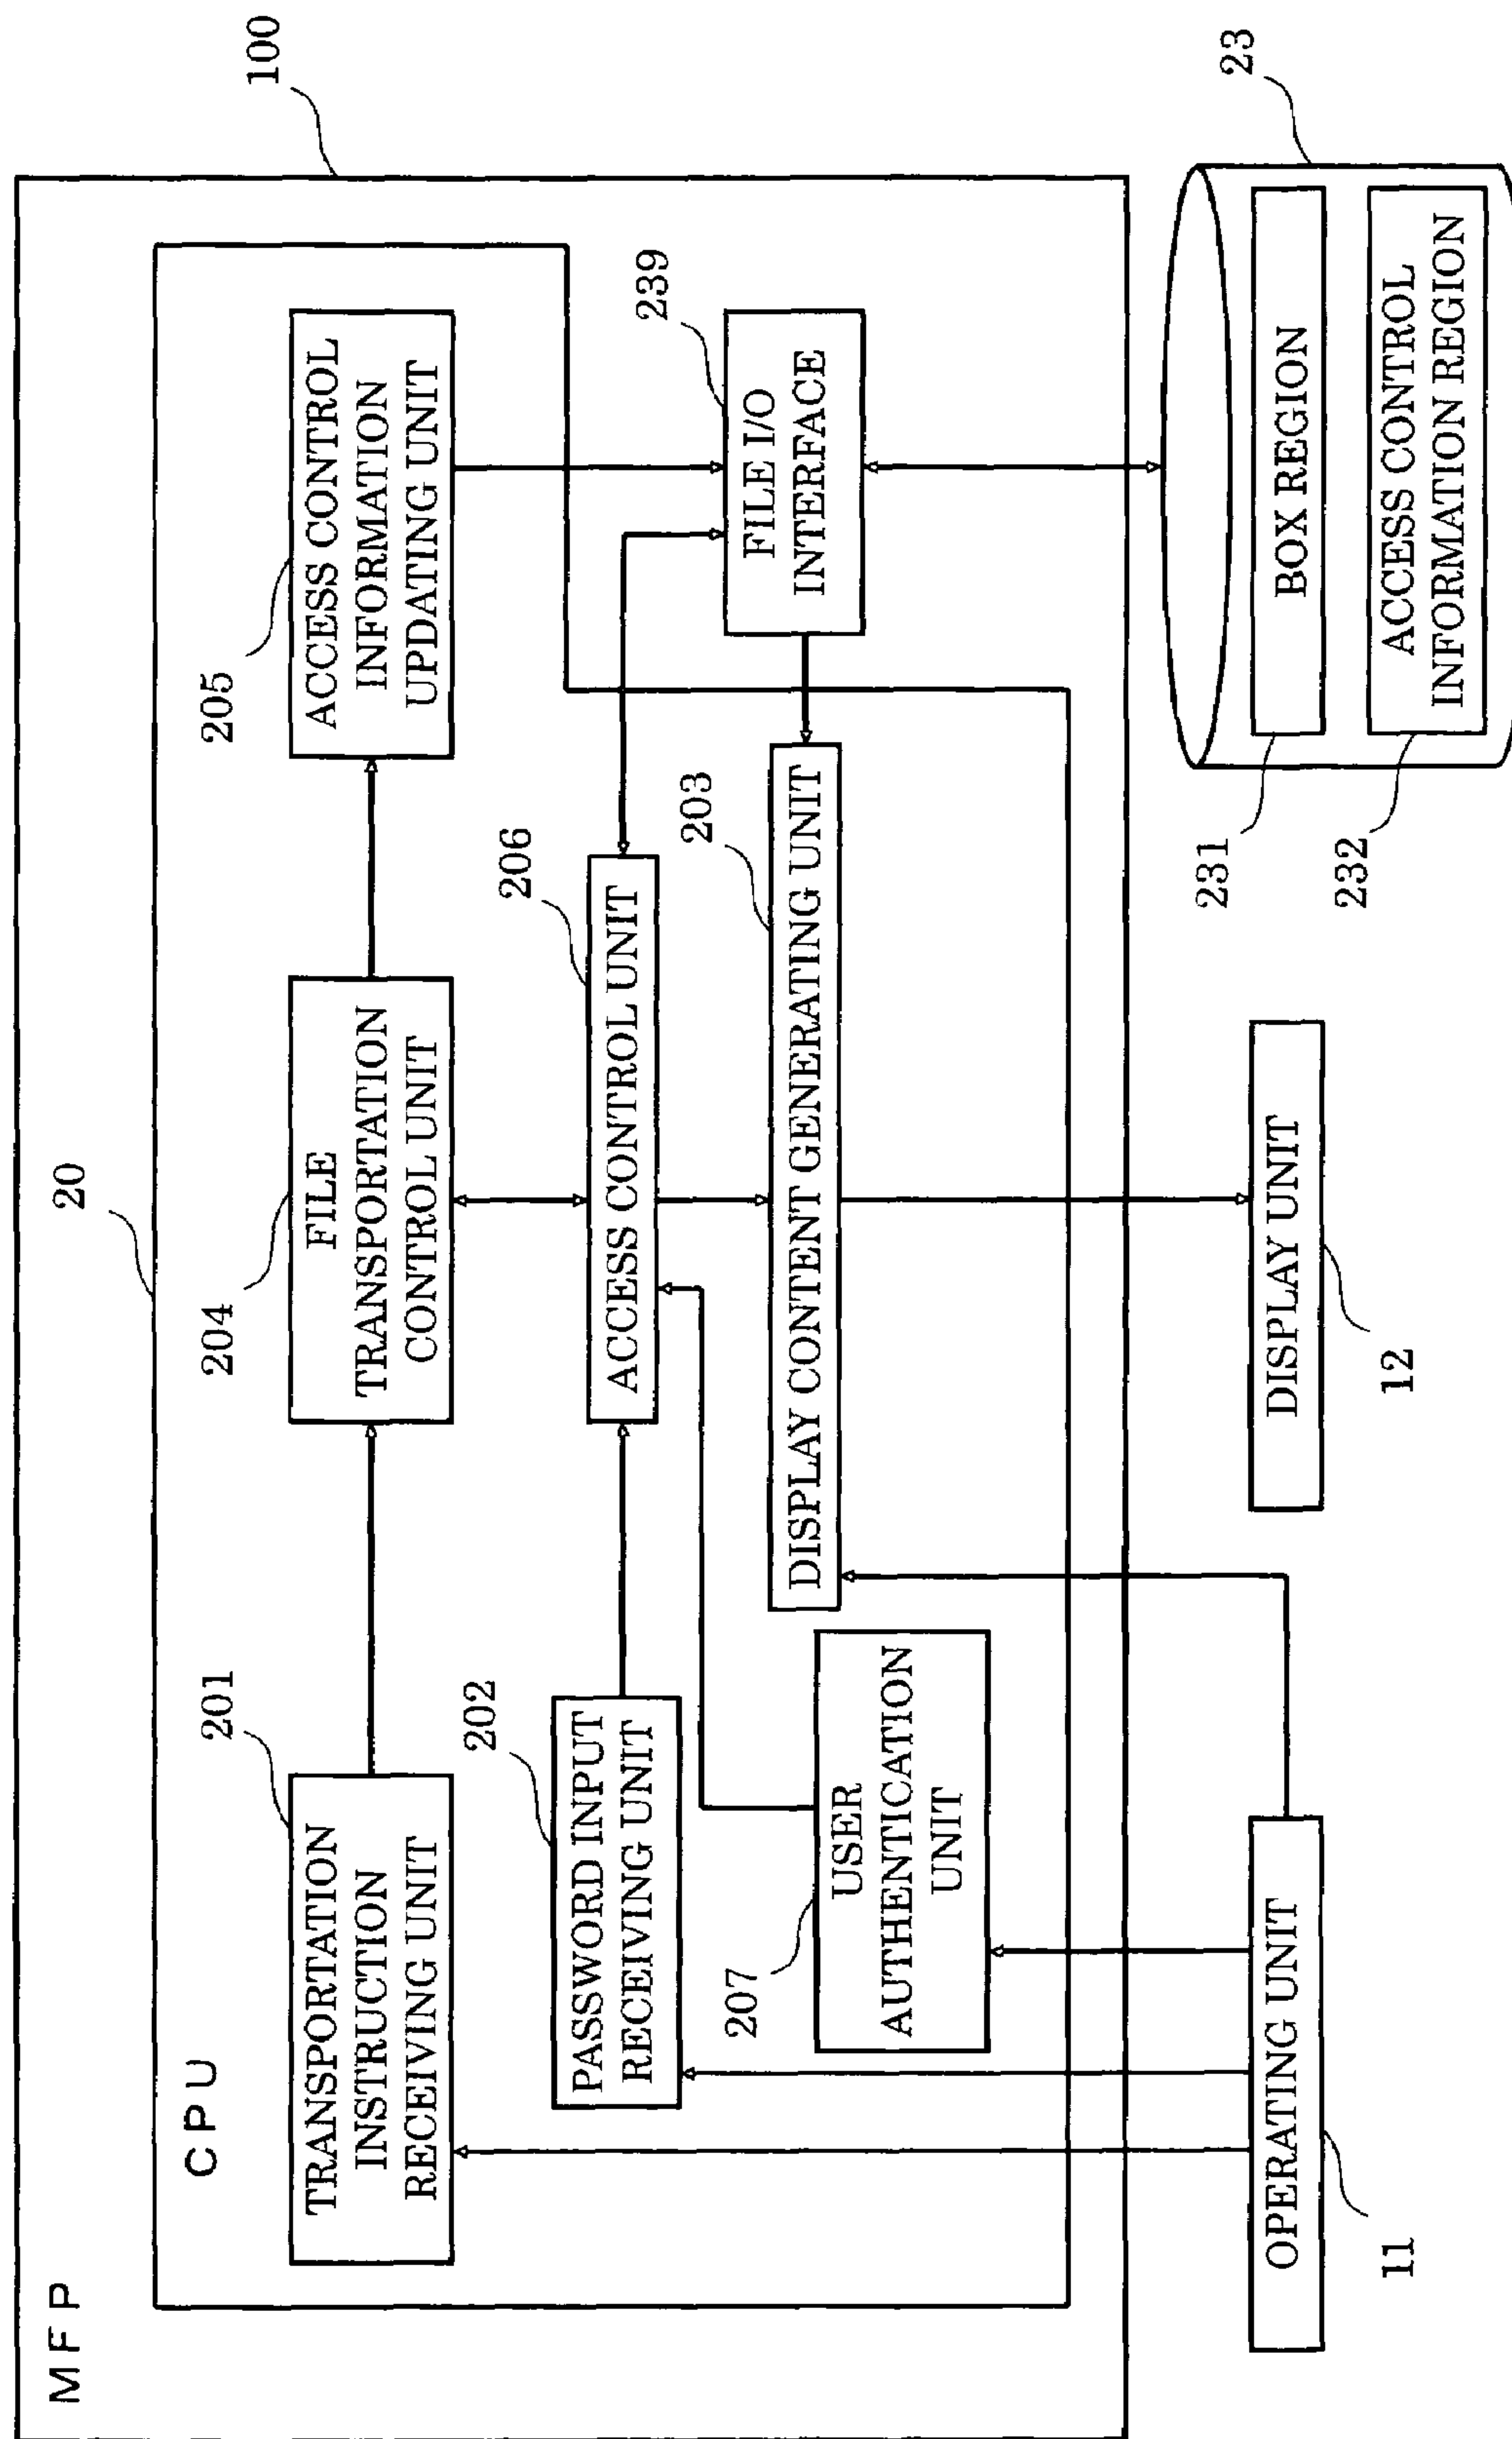 MFP
100
20
CPU
201
TRANSPORTATION
INSTRUCTION
RECEIVING UNIT
204
FILE
TRANSPORTATION
CONTROL UNIT
205
ACCESS CONTROL
INFORMATION
UPDATING UNIT
202
PASSWORD INPUT
RECEIVING UNIT
206
ACCESS CONTROL UNIT
239
FILE I/O
INTERFACE
207
USER
AUTHENTICATION
UNIT
203
DISPLAY CONTENT GENERATING UNIT
11
OPERATING UNIT
12
DISPLAY UNIT
23
231
BOX REGION
232
ACCESS CONTROL
INFORMATION REGION